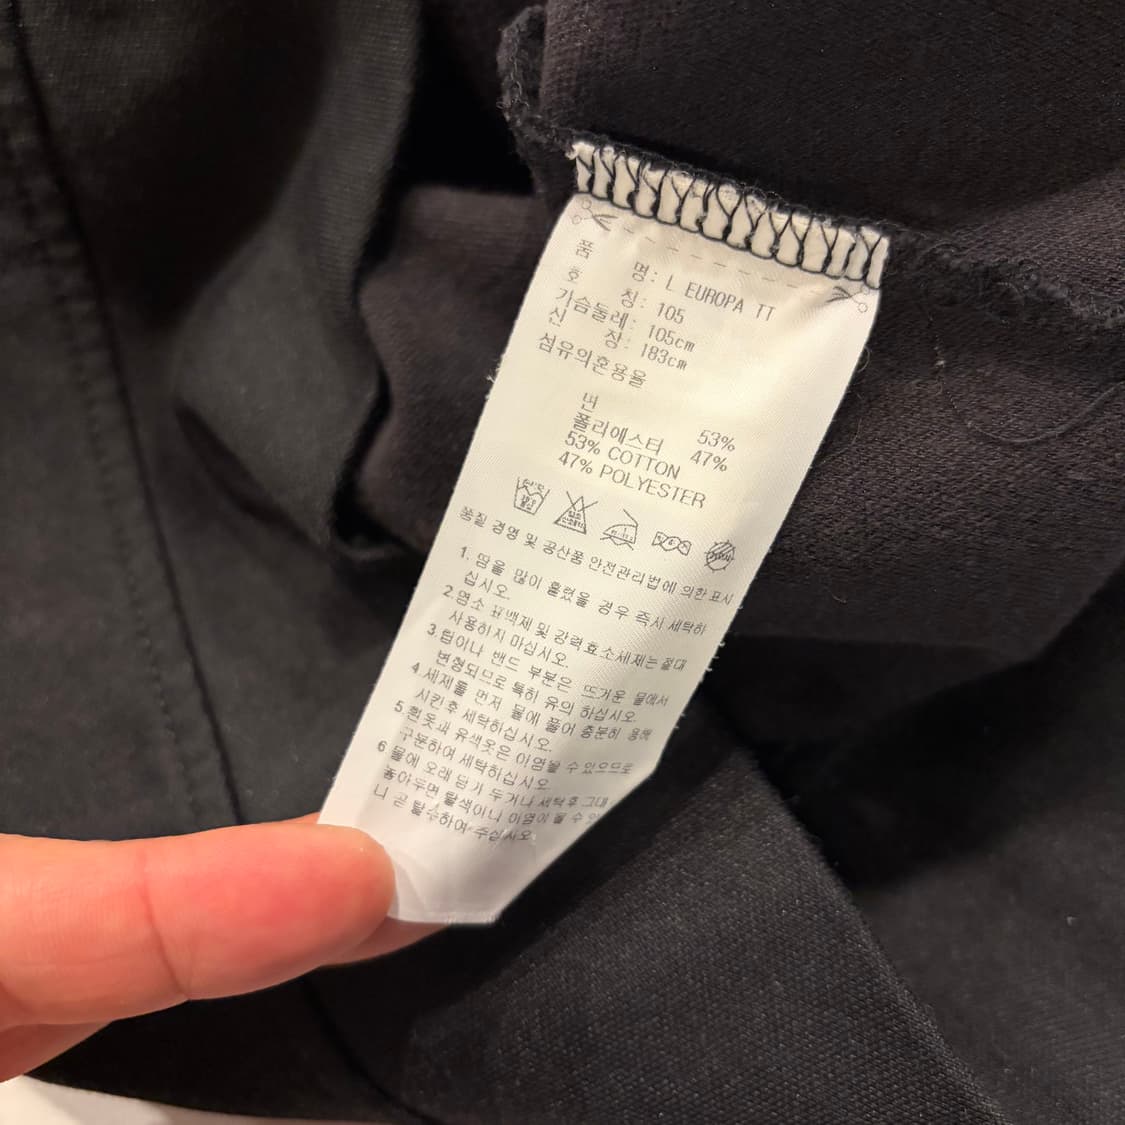 품 명: L EUROPA TT
호 칭: 105
가슴둘레: 105cm
신 장: 183cm
섬유의혼용율
면 53%
폴리에스터 47%
53% COTTON
47% POLYESTER
품질 경영 및 공산품 안전관리법에 의한 표시
1. 땀을 많이 흘렸을 경우 즉시 세탁하
십시오.
2.염소 표백제 및 강력효소세제는 절대
사용하지 마십시오.
3.립이나 밴드 부분은 뜨거운 물에서
변형되므로 특히 유의 하십시오.
4.세제를 먼저 물에 풀어 충분히 용해
시킨후 세탁하십시오.
5.흰옷과 유색옷은 이염될 수 있으므로
구분하여 세탁하십시오
6 물에 오래 담가 두거나 세탁후 그대
놓아두면 탈색이나 이염이 될 수 있
니 곧 탈수하여 주십시오